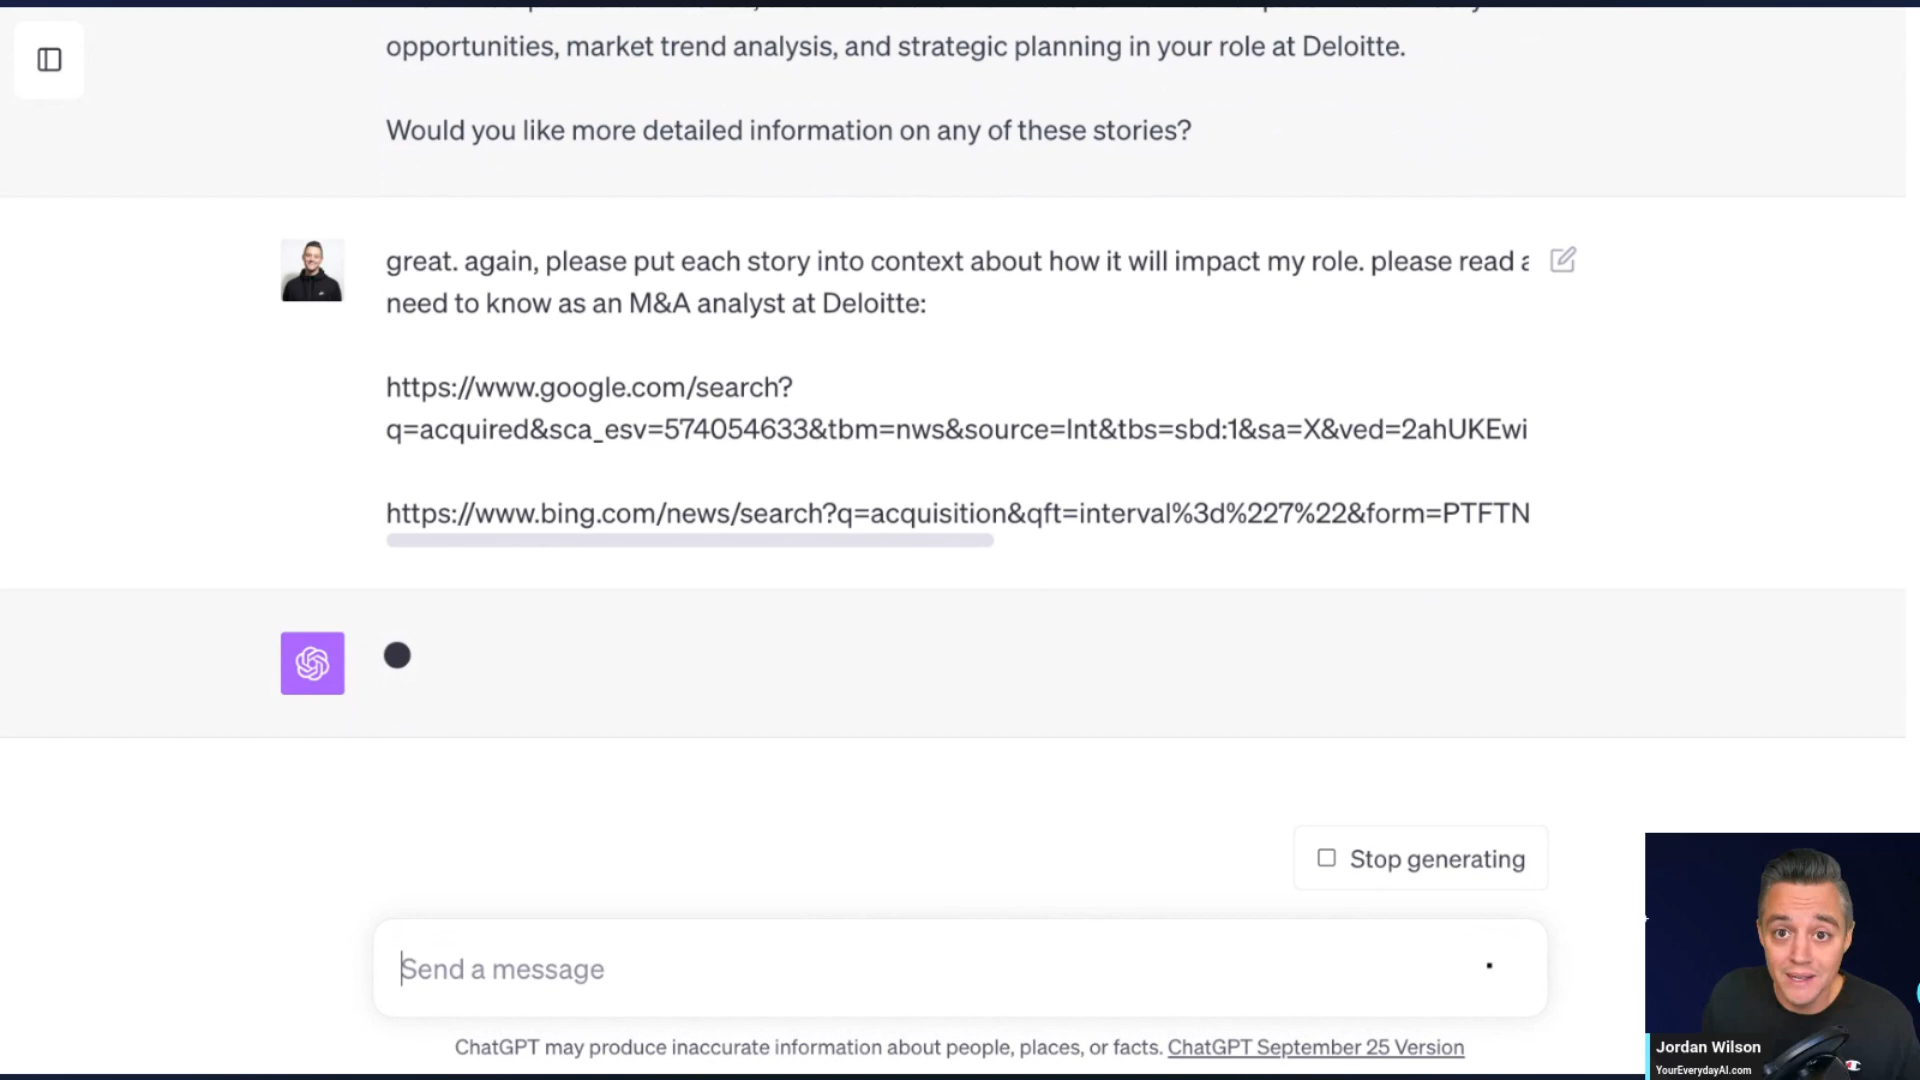 opportunities, market trend analysis, and strategic planning in your role at Deloitte.
Would you like more detailed information on any of these stories?
great. again, please put each story into context about how it will impact my role. please read
need to know as an M&A analyst at Deloitte:
https://www.google.com/search?
q=acquired&sca_esv=574054633&tbm=nws&source=lnt&tbs=sbd:1&sa=X&ved=2ahUKEwi
https://www.bing.com/news/search?q=acquisition&qft=interval%3d%227%22&form=PTFTN
Stop generating
Send a message
ChatGPT may produce inaccurate information about people, places, or facts. ChatGPT September 25 Version
Jordan Wilson
YourEverydayAI.com